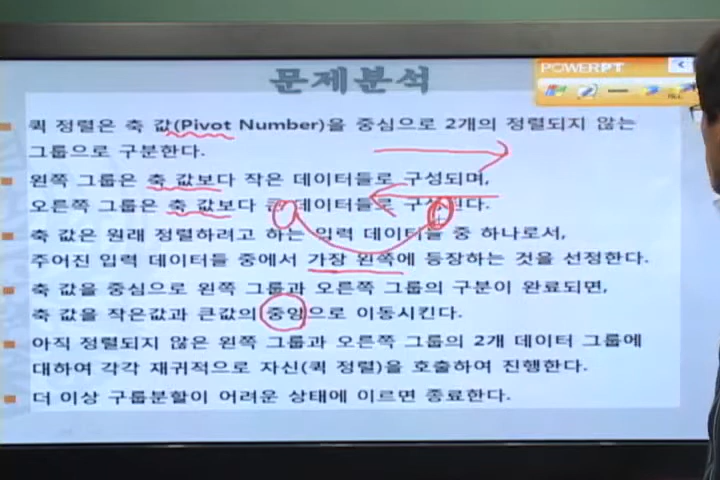 문제분석
POWERPT
퀵 정렬은 축 값(Pivot Number)을 중심으로 2개의 정렬되지 않는
그룹으로 구분한다.
왼쪽 그룹은 축 값보다 작은 데이터들로 구성되며,
오른쪽 그룹은 축 값보다 큰 데이터들로 구성된다.
축 값은 원래 정렬하려고 하는 입력 데이터들 중 하나로서,
주어진 입력 데이터들 중에서 가장 왼쪽에 등장하는 것을 선정한다.
축 값을 중심으로 왼쪽 그룹과 오른쪽 그룹의 구분이 완료되면,
축 값을 작은값과 큰값의 중앙으로 이동시킨다.
아직 정렬되지 않은 왼쪽 그룹과 오른쪽 그룹의 2개 데이터 그룹에
대하여 각각 재귀적으로 자신(퀵 정렬)을 호출하여 진행한다.
더 이상 구룹분할이 어려운 상태에 이르면 종료한다.